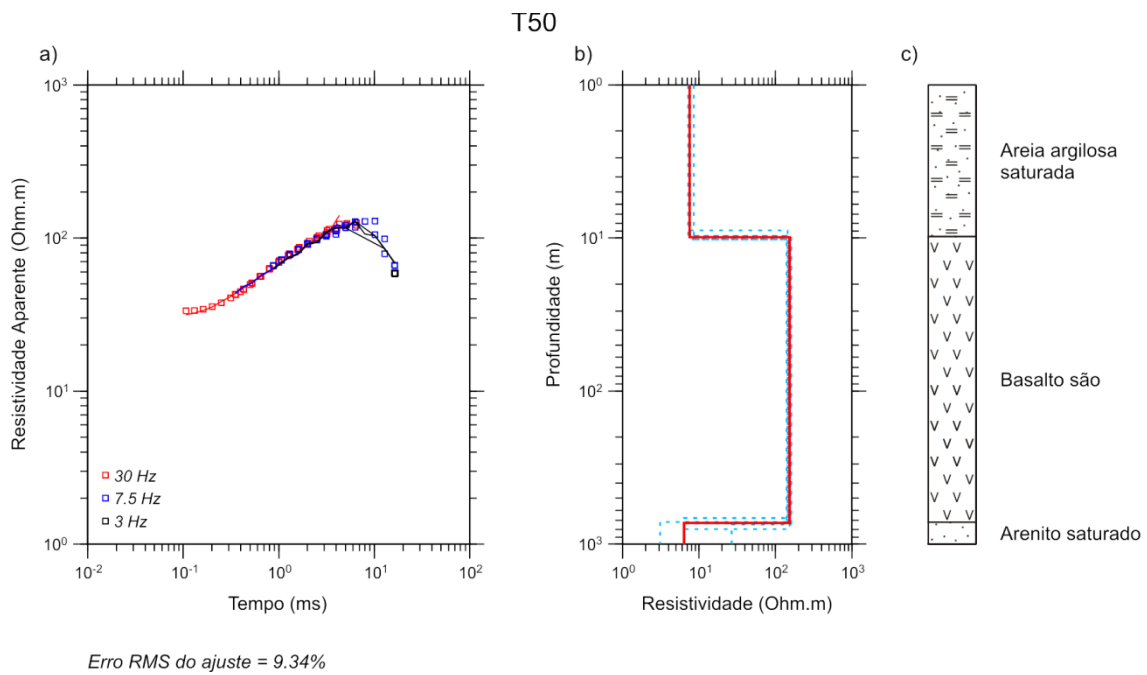 T50
a)
b)
c)
10³
10²
10¹
10⁰
Resistividade Aparente (Ohm.m)
30 Hz
7.5 Hz
3 Hz
10⁻² 10⁻¹ 10⁰ 10¹ 10²
Tempo (ms)
10⁰
10¹
10²
10³
Profundidade (m)
10⁰ 10¹ 10² 10³
Resistividade (Ohm.m)
Areia argilosa
saturada
Basalto são
Arenito saturado
Erro RMS do ajuste = 9.34%